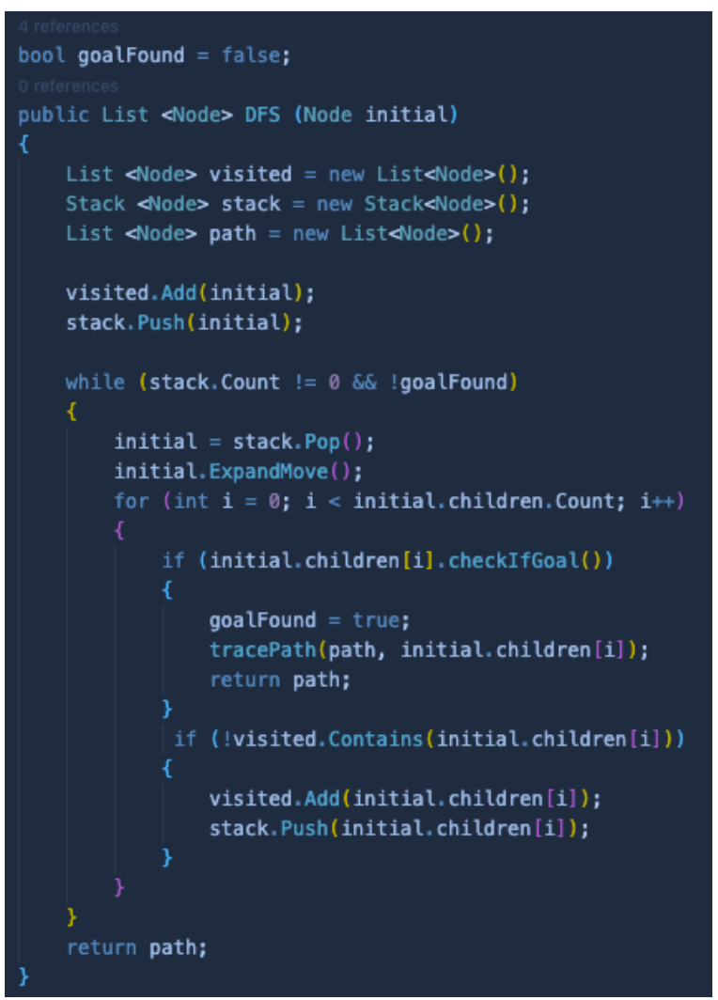 4 references
bool goalFound = false;
0 references
public List <Node> DFS (Node initial)
{
    List <Node> visited = new List<Node>();
    Stack <Node> stack = new Stack<Node>();
    List <Node> path = new List<Node>();

    visited.Add(initial);
    stack.Push(initial);

    while (stack.Count != 0 && !goalFound)
    {
        initial = stack.Pop();
        initial.ExpandMove();
        for (int i = 0; i < initial.children.Count; i++)
        {
            if (initial.children[i].checkIfGoal())
            {
                goalFound = true;
                tracePath(path, initial.children[i]);
                return path;
            }
             if (!visited.Contains(initial.children[i]))
            {
                visited.Add(initial.children[i]);
                stack.Push(initial.children[i]);
            }
        }
    }
    return path;
}